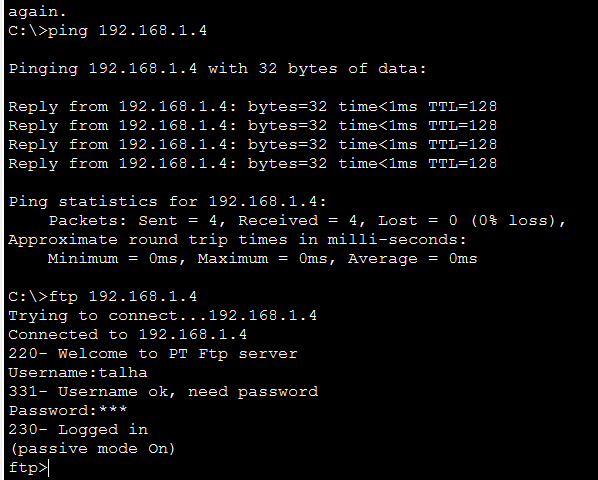 again.
C:\>ping 192.168.1.4
Pinging 192.168.1.4 with 32 bytes of data:
Reply from 192.168.1.4: bytes=32 time<1ms TTL=128
Reply from 192.168.1.4: bytes=32 time<1ms TTL=128
Reply from 192.168.1.4: bytes=32 time<1ms TTL=128
Reply from 192.168.1.4: bytes=32 time<1ms TTL=128
Ping statistics for 192.168.1.4:
    Packets: Sent = 4, Received = 4, Lost = 0 (0% loss),
Approximate round trip times in milli-seconds:
    Minimum = 0ms, Maximum = 0ms, Average = 0ms
C:\>ftp 192.168.1.4
Trying to connect...192.168.1.4
Connected to 192.168.1.4
220- Welcome to PT Ftp server
Username:talha
331- Username ok, need password
Password:***
230- Logged in
(passive mode On)
ftp>